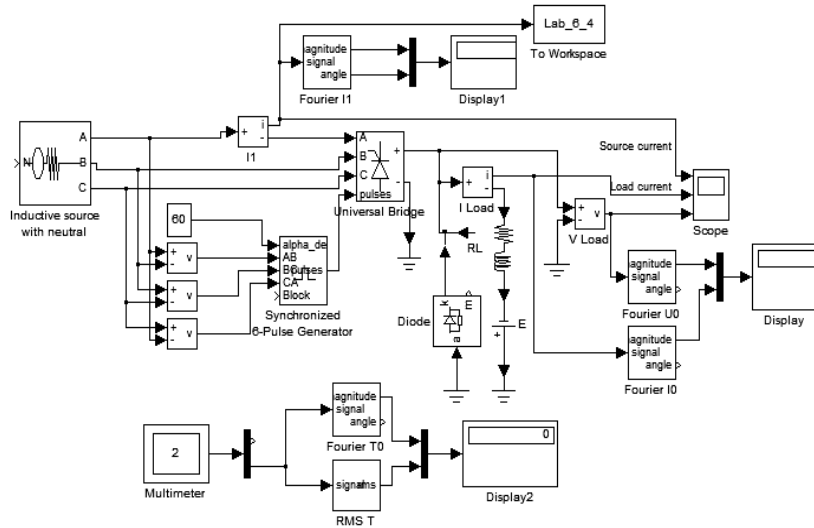 Lab_6_4
To Workspace
agnitude
signal
angle
Fourier I1
Display1
A
N
B
C
Inductive source
with neutral
+
-
i
I1
A
B
C
pulses
+
-
Universal Bridge
Source current
Load current
Scope
+
-
i
I Load
+
-
v
V Load
60
alpha_de
AB
BC
CA
Block
pulses
Synchronized
6-Pulse Generator
+
-
v
+
-
v
+
-
v
RL
k
m
a
Diode
E
agnitude
signal
angle
Fourier U0
Display
agnitude
signal
angle
Fourier I0
2
Multimeter
agnitude
signal
angle
Fourier T0
signal
rms
RMS T
0
Display2